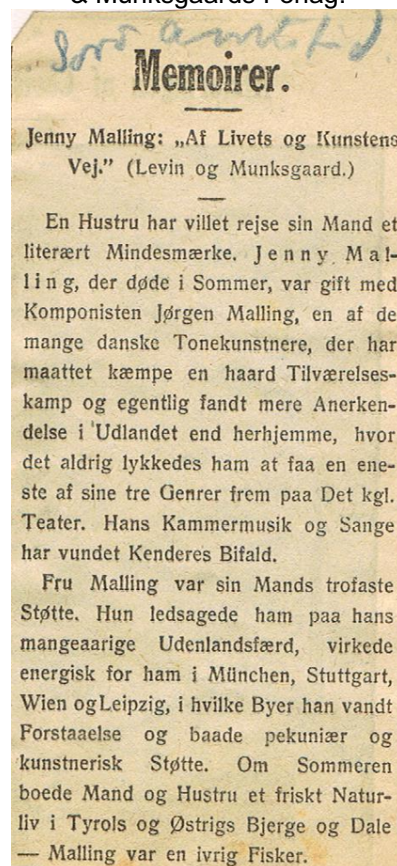 & Munksgaards Forlag.
Sorø Amtstid.
Memoirer.
Jenny Malling: „Af Livets og Kunstens
Vej.” (Levin og Munksgaard.)
En Hustru har villet rejse sin Mand et
literært Mindesmærke. Jenny Mal-
ling, der døde i Sommer, var gift med
Komponisten Jørgen Malling, en af de
mange danske Tonekunstnere, der har
maattet kæmpe en haard Tilværelses-
kamp og egentlig fandt mere Anerken-
delse i Udlandet end herhjemme, hvor
det aldrig lykkedes ham at faa en ene-
ste af sine tre Genrer frem paa Det kgl.
Teater. Hans Kammermusik og Sange
har vundet Kenderes Bifald.
Fru Malling var sin Mands trofaste
Støtte. Hun ledsagede ham paa hans
mangeaarige Udenlandsfærd, virkede
energisk for ham i München, Stuttgart,
Wien ogLeipzig, i hvilke Byer han vandt
Forstaaelse og baade pekuniær og
kunstnerisk Støtte. Om Sommeren
boede Mand og Hustru et friskt Natur-
liv i Tyrols og Østrigs Bjerge og Dale
— Malling var en ivrig Fisker.